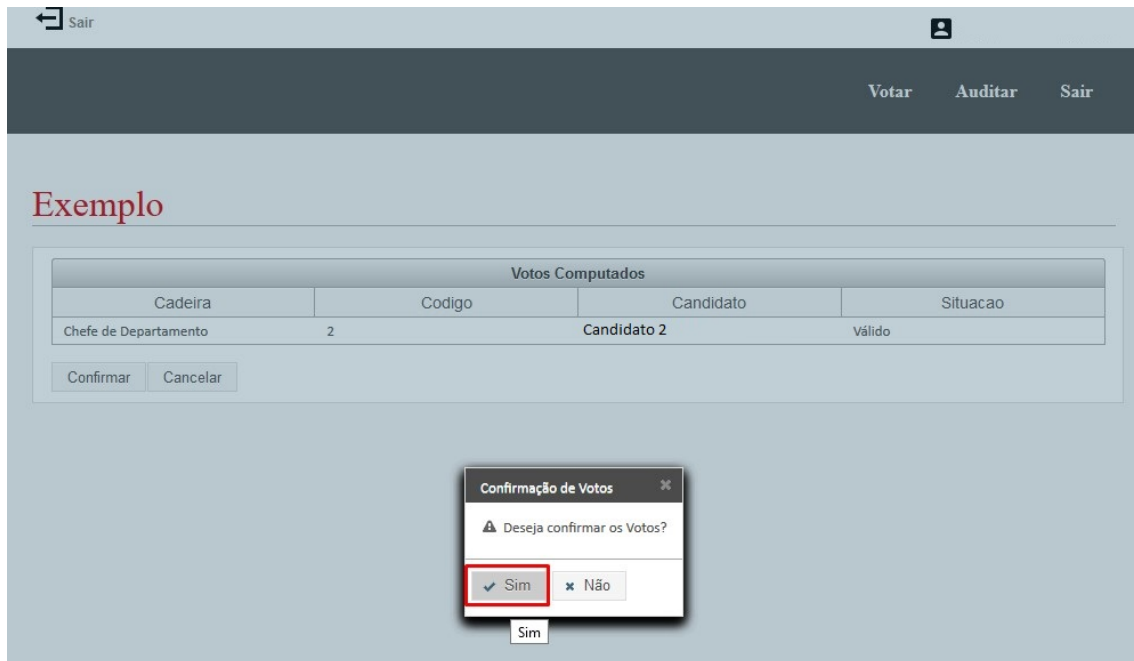 Sair
Votar Auditar Sair
Exemplo
Votos Computados
Cadeira Codigo Candidato Situacao
Chefe de Departamento 2 Candidato 2 Válido
Confirmar Cancelar
Confirmação de Votos
Deseja confirmar os Votos?
Sim Não
Sim